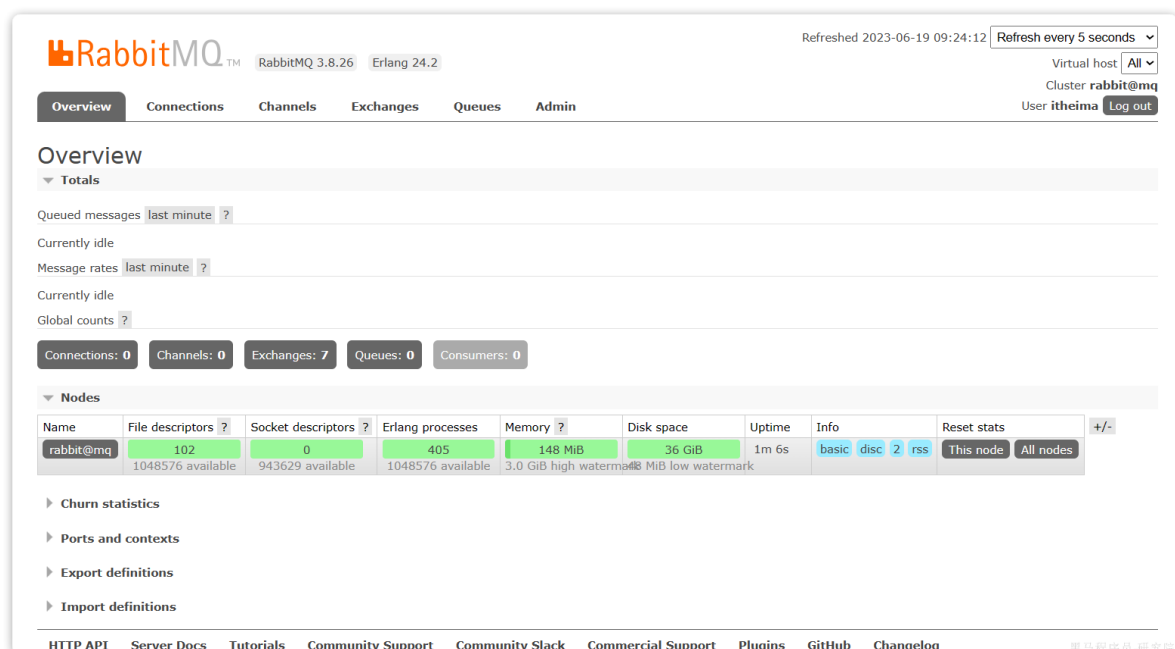 Refreshed 2023-06-19 09:24:12 Refresh every 5 seconds
RabbitMQ TM RabbitMQ 3.8.26 Erlang 24.2
Virtual host All
Cluster rabbit@mq
User itheima Log out
Overview Connections Channels Exchanges Queues Admin
Overview
Totals
Queued messages last minute ?
Currently idle
Message rates last minute ?
Currently idle
Global counts ?
Connections: 0 Channels: 0 Exchanges: 7 Queues: 0 Consumers: 0
Nodes
Name File descriptors ? Socket descriptors ? Erlang processes Memory ? Disk space Uptime Info Reset stats +/-
rabbit@mq 102 0 405 148 MiB 36 GiB 1m 6s basic disc 2 rss This node All nodes
1048576 available 943629 available 1048576 available 3.0 GiB high watermark 48 MiB low watermark
Churn statistics
Ports and contexts
Export definitions
Import definitions
HTTP API Server Docs Tutorials Community Support Community Slack Commercial Support Plugins GitHub Changelog